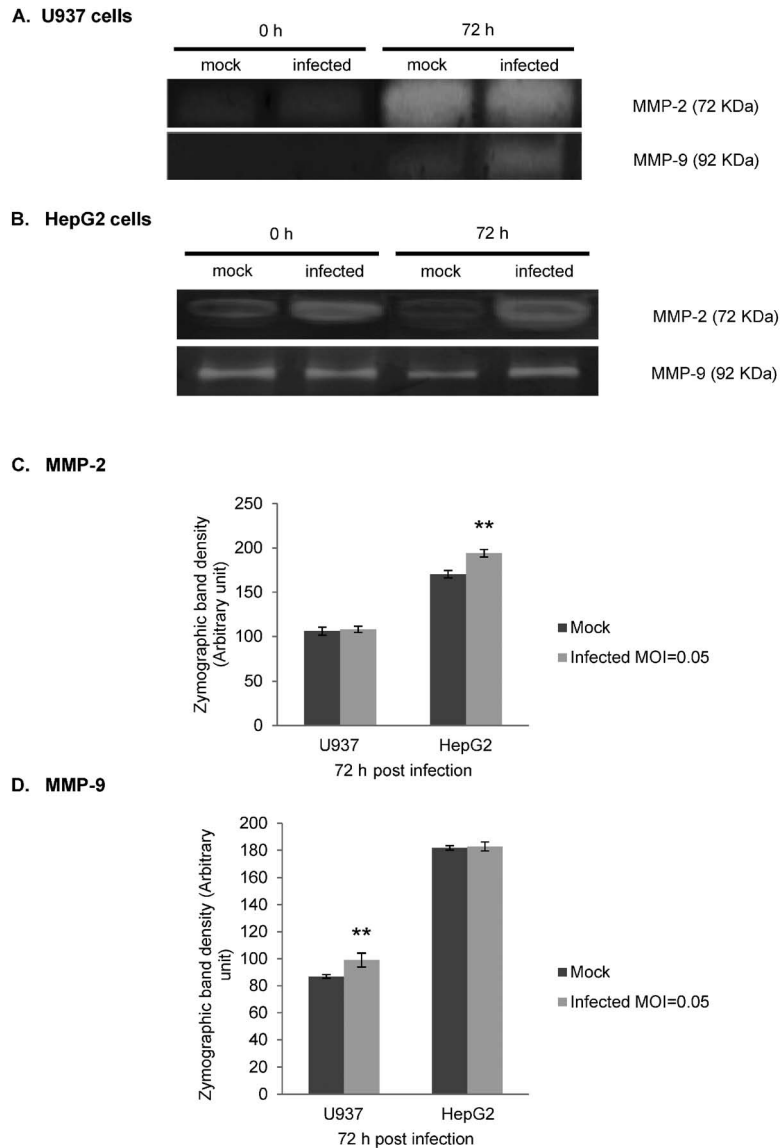 A. U937 cells
0 h 72 h
mock infected mock infected
MMP-2 (72 KDa)
MMP-9 (92 KDa)
B. HepG2 cells
0 h 72 h
mock infected mock infected
MMP-2 (72 KDa)
MMP-9 (92 KDa)
C. MMP-2
Zymographic band density
(Arbitrary unit)
250
200
150
100
50
0
**
U937 HepG2
72 h post infection
Mock
Infected MOI=0.05
D. MMP-9
Zymographic band density (Arbitrary
unit)
200
180
160
140
120
100
80
60
40
20
0
**
U937 HepG2
72 h post infection
Mock
Infected MOI=0.05